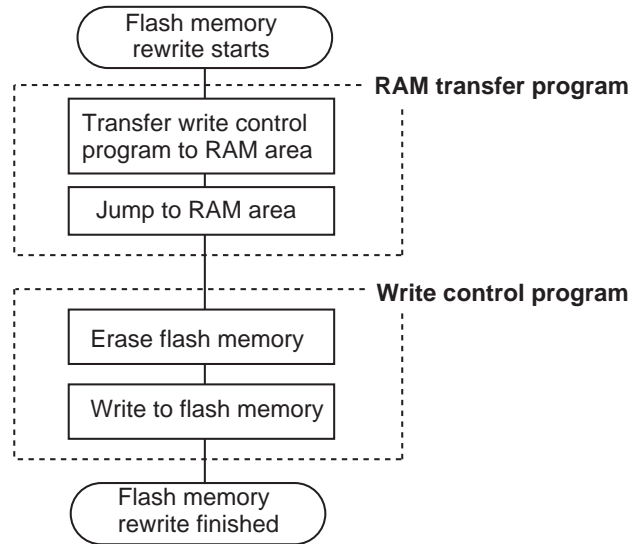 Flash memory
rewrite starts
RAM transfer program
Transfer write control
program to RAM area
Jump to RAM area
Write control program
Erase flash memory
Write to flash memory
Flash memory
rewrite finished